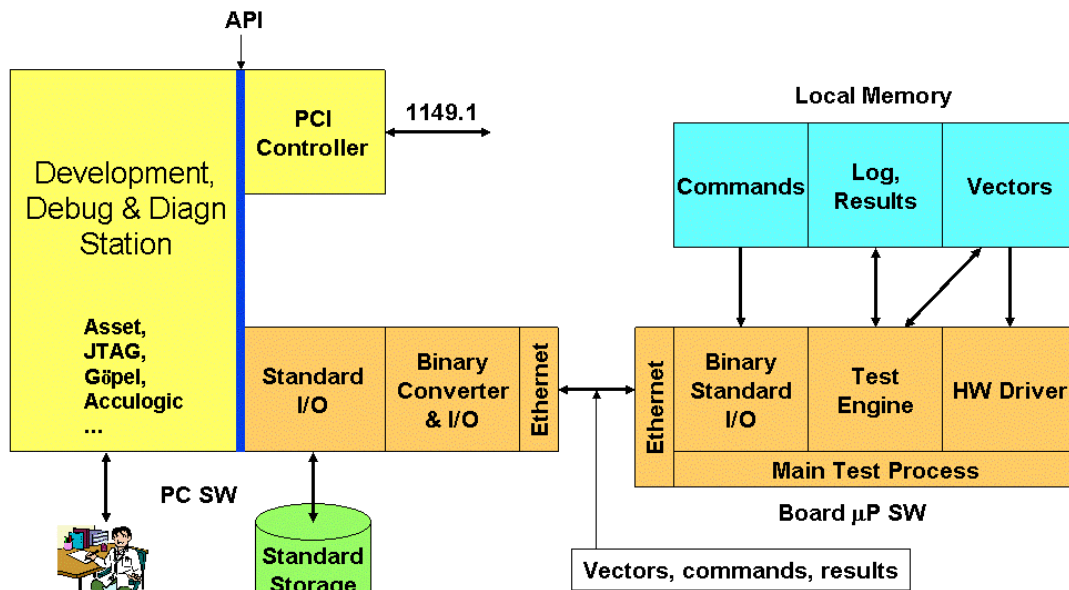 API
PCI
Controller
1149.1
Development,
Debug & Diagn
Station
Asset,
JTAG,
Göpel,
Acculogic
...
Standard
I/O
Binary
Converter
& I/O
Ethernet
PC SW
Standard
Storage
Local Memory
Commands
Log,
Results
Vectors
Ethernet
Binary
Standard
I/O
Test
Engine
HW Driver
Main Test Process
Board μP SW
Vectors, commands, results